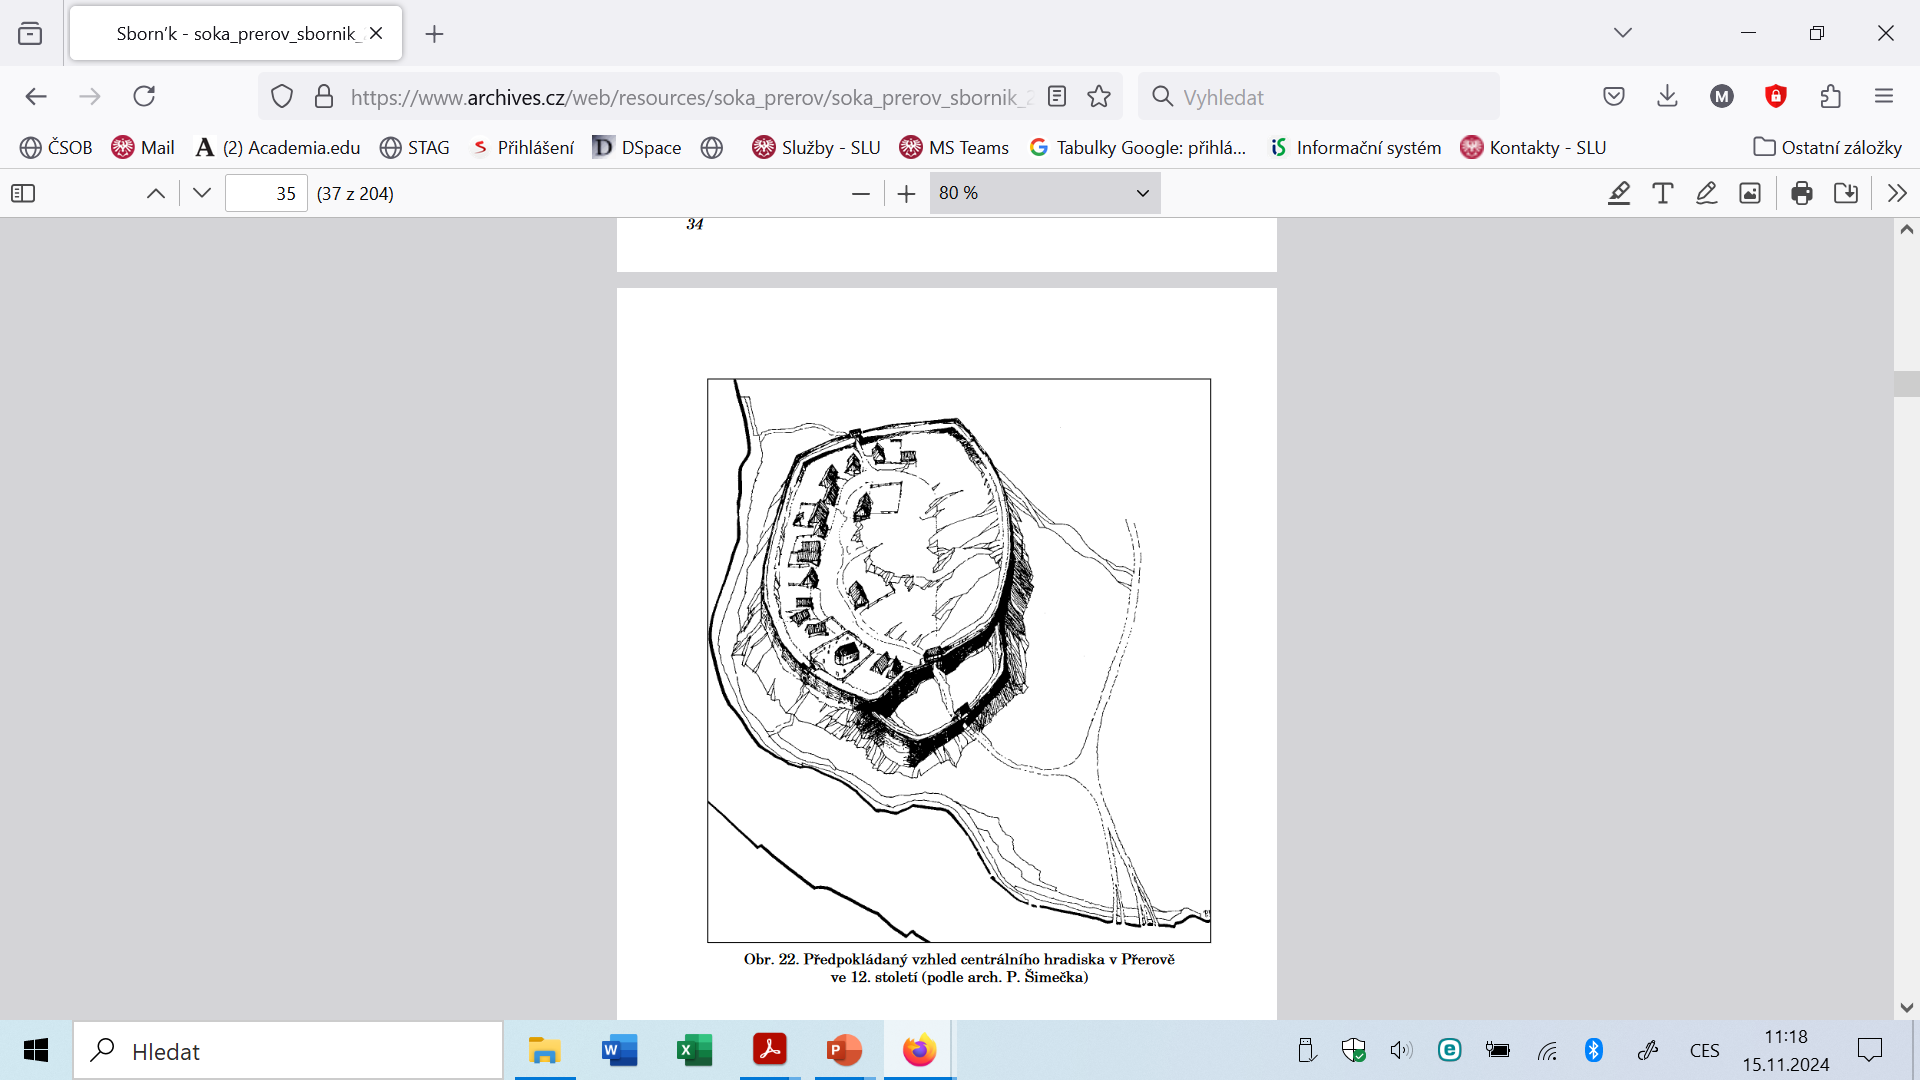 Sborn’k - soka_prerov_sbornik_
https://www.archives.cz/web/resources/soka_prerov/soka_prerov_sbornik_2
Vyhledat
M
ČSOB
Mail
(2) Academia.edu
STAG
Přihlášení
DSpace
Služby - SLU
MS Teams
Tabulky Google: přihlá...
Informační systém
Kontakty - SLU
Ostatní záložky
35 (37 z 204)
80 %
34
Obr. 22. Předpokládaný vzhled centrálního hradiska v Přerově
ve 12. století (podle arch. P. Šimečka)
Hledat
CES
11:18
15.11.2024